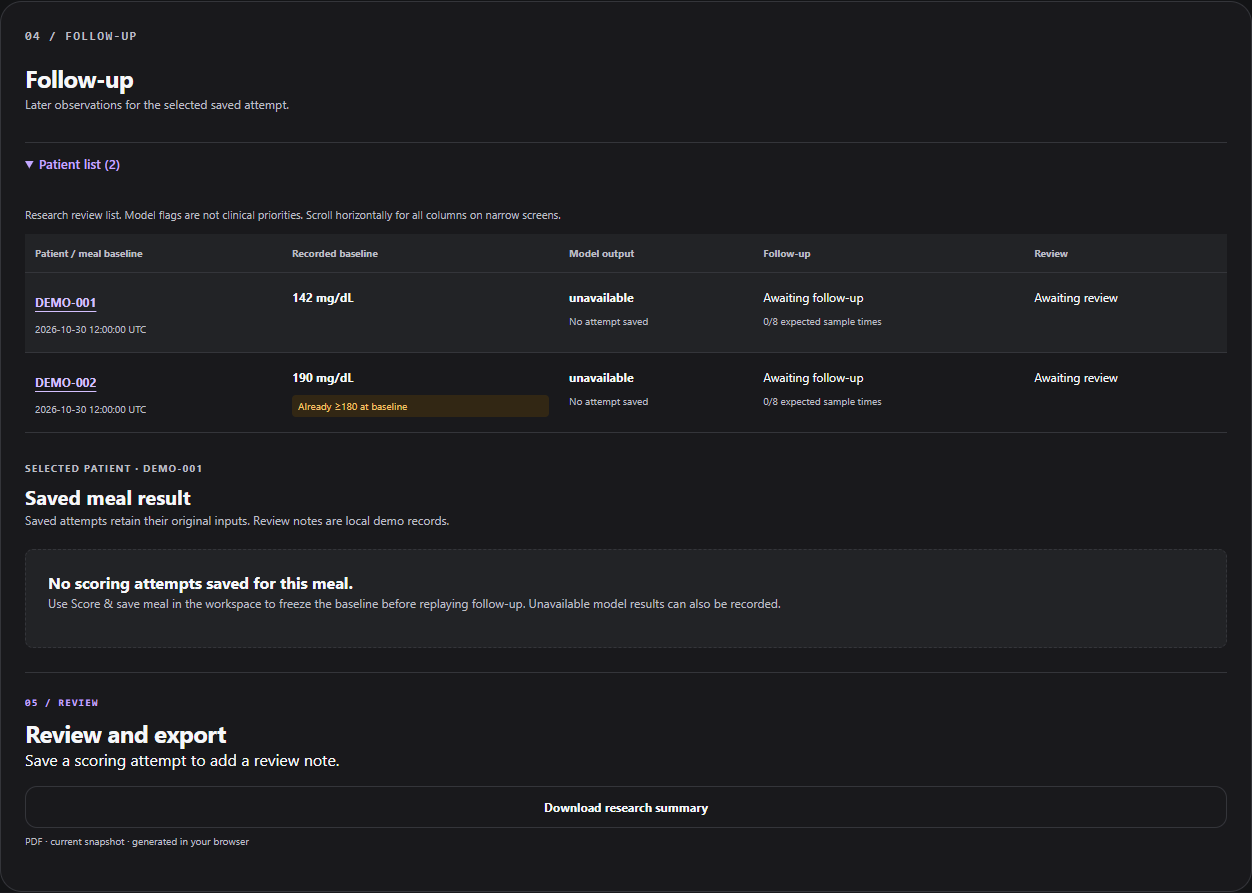 04 / FOLLOW-UP
Follow-up
Later observations for the selected saved attempt.
▼ Patient list (2)
Research review list. Model flags are not clinical priorities. Scroll horizontally for all columns on narrow screens.
Patient / meal baseline Recorded baseline Model output Follow-up Review
DEMO-001 142 mg/dL unavailable Awaiting follow-up Awaiting review
2026-10-30 12:00:00 UTC No attempt saved 0/8 expected sample times
DEMO-002 190 mg/dL unavailable Awaiting follow-up Awaiting review
2026-10-30 12:00:00 UTC Already ≥180 at baseline No attempt saved 0/8 expected sample times
SELECTED PATIENT · DEMO-001
Saved meal result
Saved attempts retain their original inputs. Review notes are local demo records.
No scoring attempts saved for this meal.
Use Score & save meal in the workspace to freeze the baseline before replaying follow-up. Unavailable model results can also be recorded.
05 / REVIEW
Review and export
Save a scoring attempt to add a review note.
Download research summary
PDF · current snapshot · generated in your browser